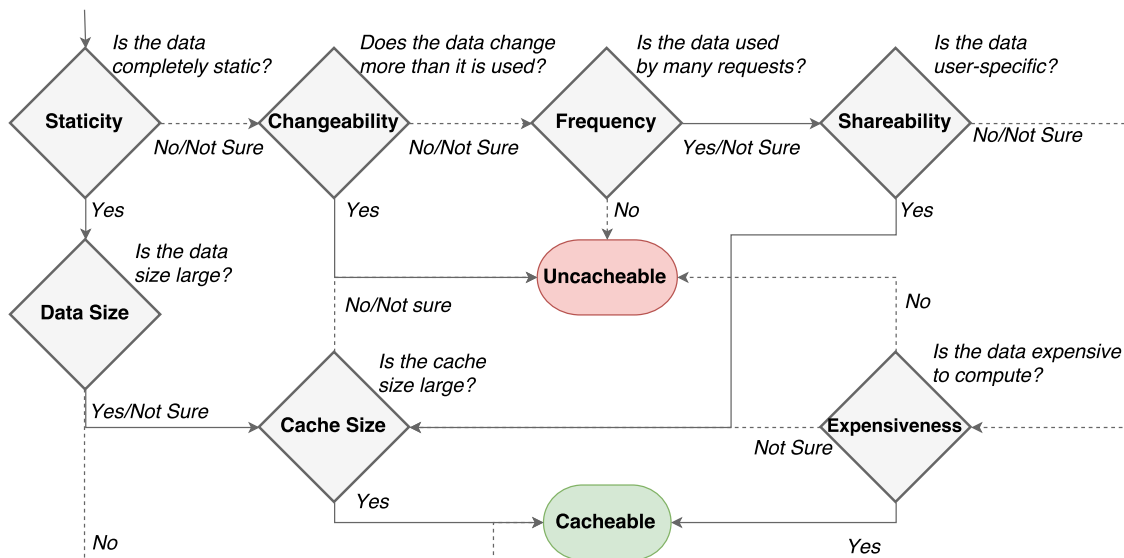 Is the data
completely static?
Does the data change
more than it is used?
Is the data used
by many requests?
Is the data
user-specific?
Staticity
Changeability
Frequency
Shareability
No/Not Sure
No/Not Sure
Yes/Not Sure
No/Not Sure
Yes
Yes
No
Yes
Is the data
size large?
Uncacheable
Data Size
No/Not sure
No
Is the cache
size large?
Is the data expensive
to compute?
Yes/Not Sure
Cache Size
Expensiveness
Not Sure
Yes
Cacheable
No
Yes